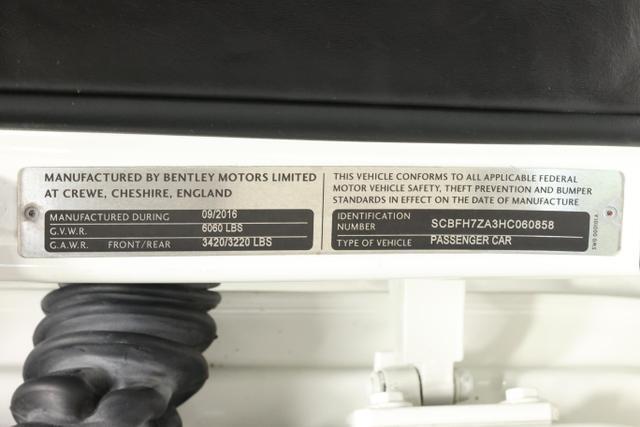 MANUFACTURED BY BENTLEY MOTORS LIMITED
AT CREWE, CHESHIRE, ENGLAND
MANUFACTURED DURING 09/2016
G.V.W.R. 6060 LBS
G.A.W.R. FRONT/REAR 3420/3220 LBS
THIS VEHICLE CONFORMS TO ALL APPLICABLE FEDERAL
MOTOR VEHICLE SAFETY, THEFT PREVENTION AND BUMPER
STANDARDS IN EFFECT ON THE DATE OF MANUFACTURE
IDENTIFICATION
NUMBER SCBFH7ZA3HC060858
TYPE OF VEHICLE PASSENGER CAR